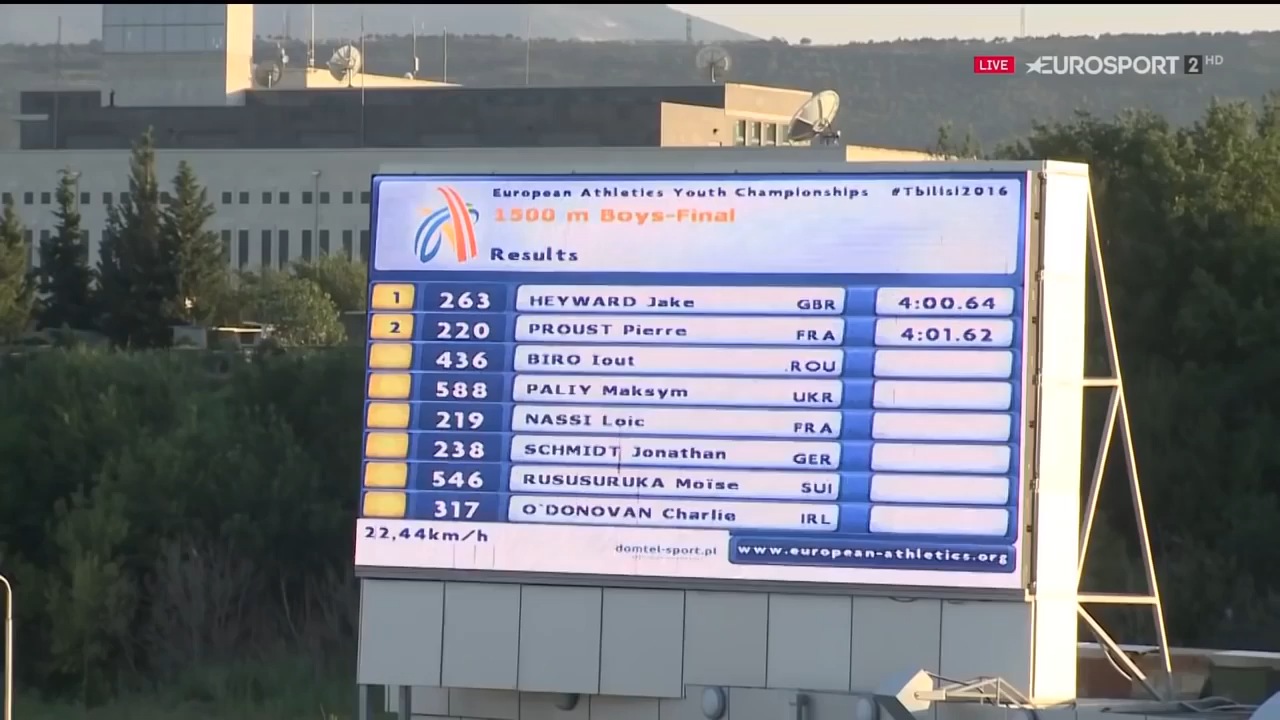 LIVE EUROSPORT 2 HD
European Athletics Youth Championships #Tbilisi2016
1500 m Boys-Final
Results
1 263 HEYWARD Jake GBR 4:00.64
2 220 PROUST Pierre FRA 4:01.62
436 BIRO Iout ROU
588 PALIY Maksym UKR
219 NASSI Loic FRA
238 SCHMIDT Jonathan GER
546 RUSUSURUKA Moïse SUI
317 O`DONOVAN Charlie IRL
22,44km/h
domtel-sport.pl
www.european-athletics.org